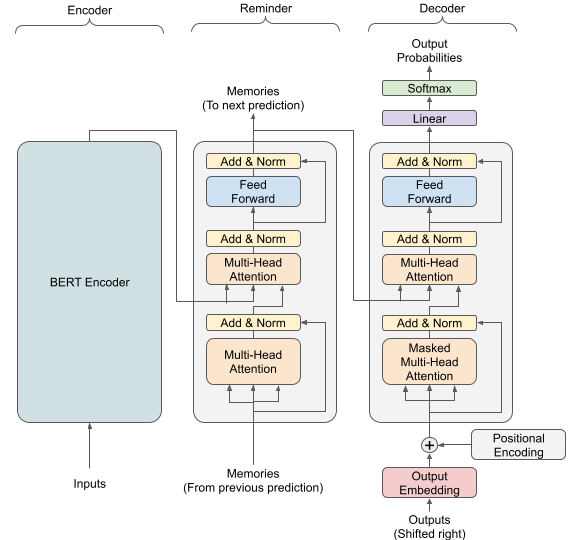 Encoder
Reminder
Decoder
BERT Encoder
Inputs
Memories
(To next prediction)
Add & Norm
Feed
Forward
Add & Norm
Multi-Head
Attention
Add & Norm
Multi-Head
Attention
Memories
(From previous prediction)
Output
Probabilities
Softmax
Linear
Add & Norm
Feed
Forward
Add & Norm
Multi-Head
Attention
Add & Norm
Masked
Multi-Head
Attention
+
Positional
Encoding
Output
Embedding
Outputs
(Shifted right)